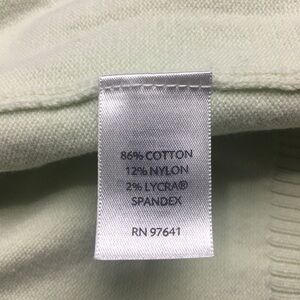 86% COTTON
12% NYLON
2% LYCRA®
SPANDEX
RN 97641